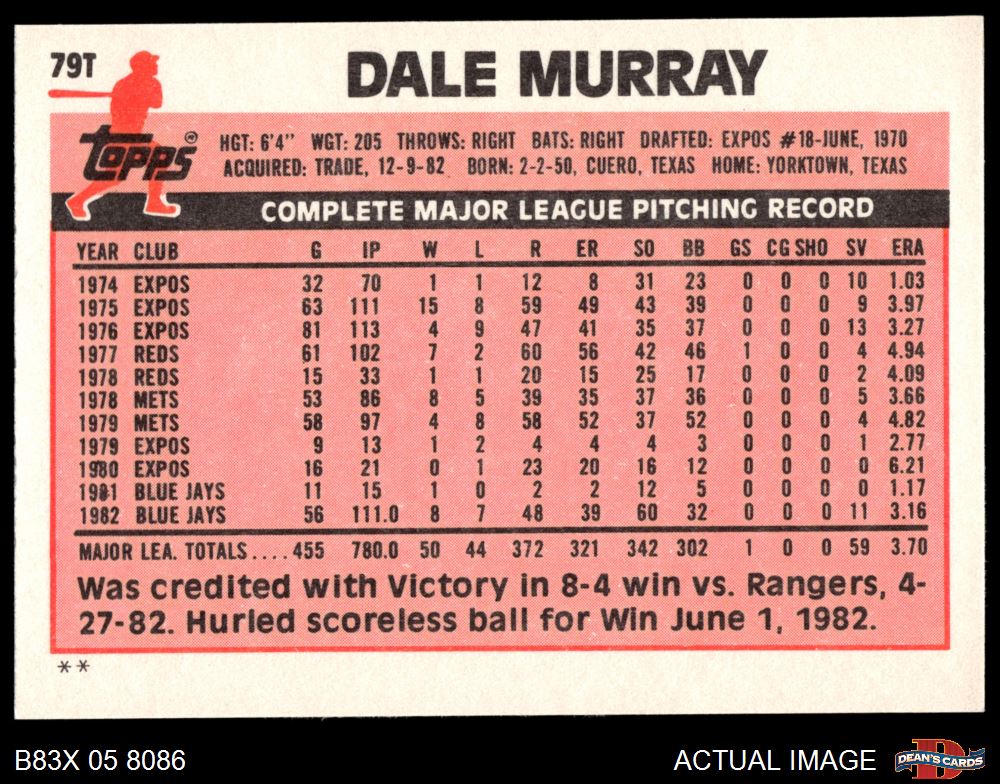 79T
DALE MURRAY
Topps ®
HGT: 6'4" WGT: 205 THROWS: RIGHT BATS: RIGHT DRAFTED: EXPOS #18-JUNE, 1970
ACQUIRED: TRADE, 12-9-82 BORN: 2-2-50, CUERO, TEXAS HOME: YORKTOWN, TEXAS
COMPLETE MAJOR LEAGUE PITCHING RECORD
YEAR CLUB G IP W L R ER SO BB GS CG SHO SV ERA
1974 EXPOS 32 70 1 1 12 8 31 23 0 0 0 10 1.03
1975 EXPOS 63 111 15 8 59 49 43 39 0 0 0 9 3.97
1976 EXPOS 81 113 4 9 47 41 35 37 0 0 0 13 3.27
1977 REDS 61 102 7 2 60 56 42 46 1 0 0 4 4.94
1978 REDS 15 33 1 1 20 15 25 17 0 0 0 2 4.09
1978 METS 53 86 8 5 39 35 37 36 0 0 0 5 3.66
1979 METS 58 97 4 8 58 52 37 52 0 0 0 4 4.82
1979 EXPOS 9 13 1 2 4 4 4 3 0 0 0 1 2.77
1980 EXPOS 16 21 0 1 23 20 16 12 0 0 0 0 6.21
1981 BLUE JAYS 11 15 1 0 2 2 12 5 0 0 0 0 1.17
1982 BLUE JAYS 56 111.0 8 7 48 39 60 32 0 0 0 11 3.16
MAJOR LEA. TOTALS....455 780.0 50 44 372 321 342 302 1 0 0 59 3.70
Was credited with Victory in 8-4 win vs. Rangers, 4-
27-82. Hurled scoreless ball for Win June 1, 1982.
**
B83X 05 8086
ACTUAL IMAGE
DEAN'S CARDS